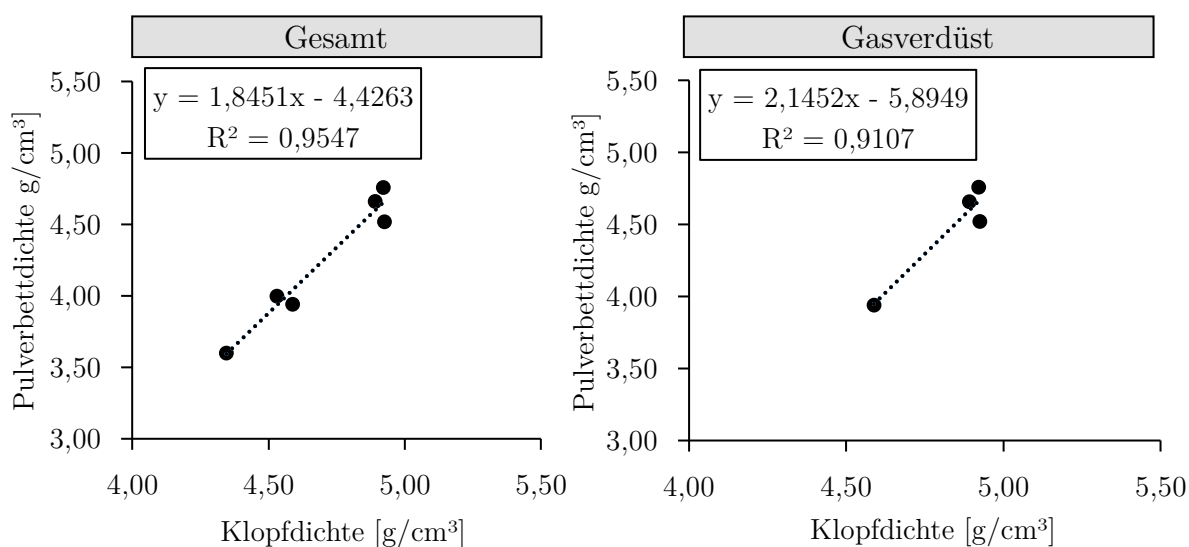 Gesamt
y = 1,8451x - 4,4263
R² = 0,9547
Pulverbettdichte g/cm³]
5,50
5,00
4,50
4,00
3,50
3,00
4,00 4,50 5,00 5,50
Klopfdichte [g/cm³]
Gasverdüst
y = 2,1452x - 5,8949
R² = 0,9107
Pulverbettdichte g/cm³]
5,50
5,00
4,50
4,00
3,50
3,00
4,00 4,50 5,00 5,50
Klopfdichte [g/cm³]